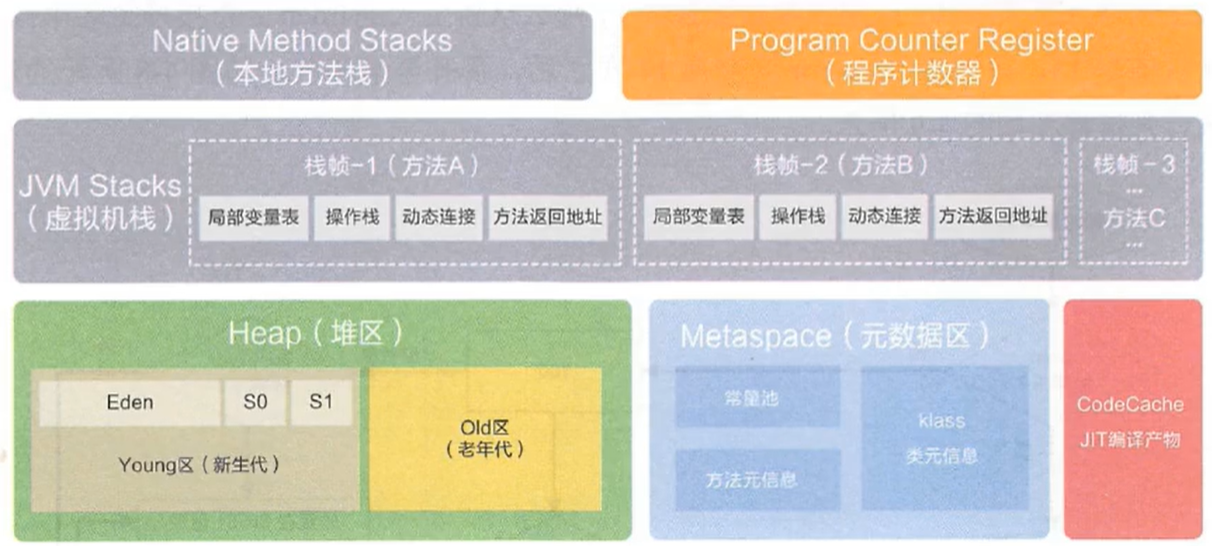 Native Method Stacks
（本地方法栈）
Program Counter Register
（程序计数器）
JVM Stacks
（虚拟机栈）
栈帧-1（方法A）
局部变量表
操作栈
动态连接
方法返回地址
栈帧-2（方法B）
局部变量表
操作栈
动态连接
方法返回地址
栈帧-3
...
方法C
...
Heap（堆区）
Eden
S0
S1
Young区（新生代）
Old区
（老年代）
Metaspace（元数据区）
常量池
方法元信息
klass
类元信息
CodeCache
JIT编译产物